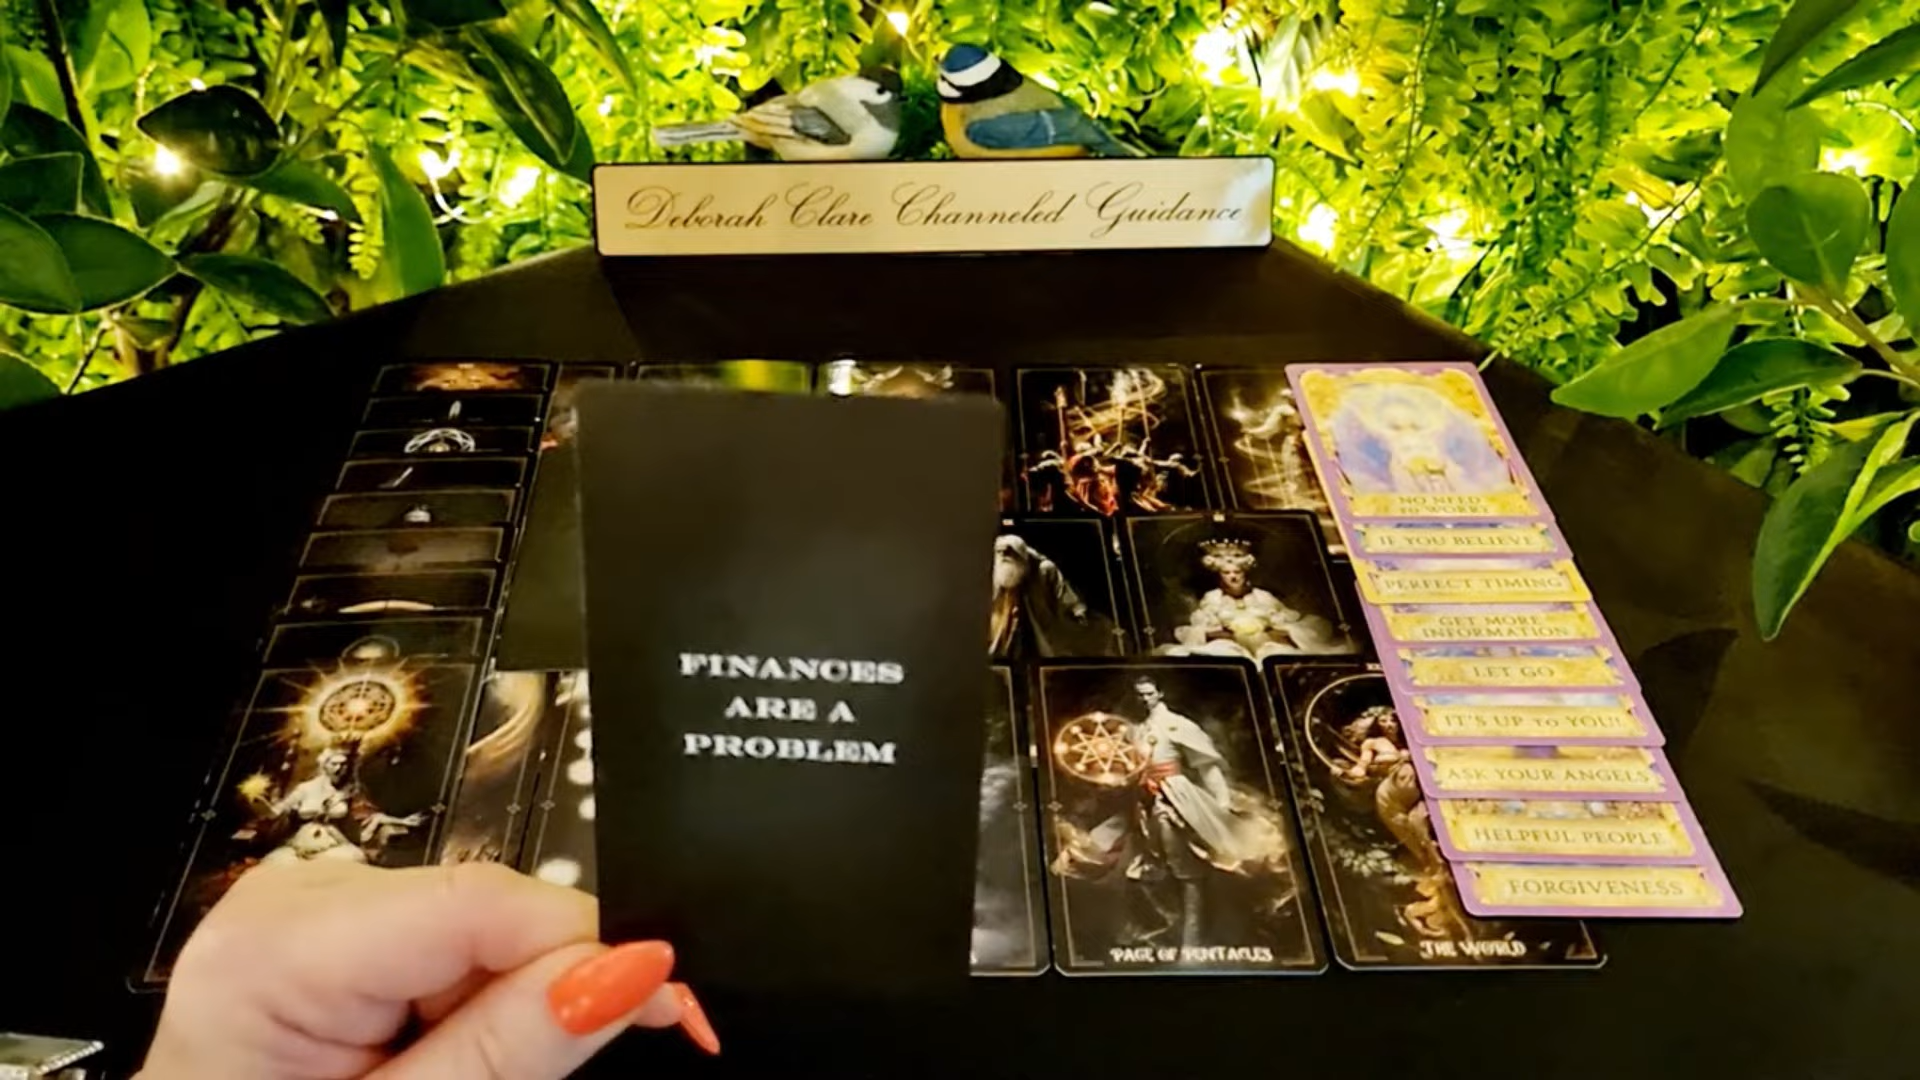 Deborah Clare Channeled Guidance
FINANCES
ARE A
PROBLEM
NO NEED
TO WORRY
IF YOU BELIEVE
PERFECT TIMING
GET MORE
INFORMATION
LET GO
IT'S UP TO YOU!
ASK YOUR ANGELS
HELPFUL PEOPLE
FORGIVENESS
PAGE OF PENTACLES
THE WORLD